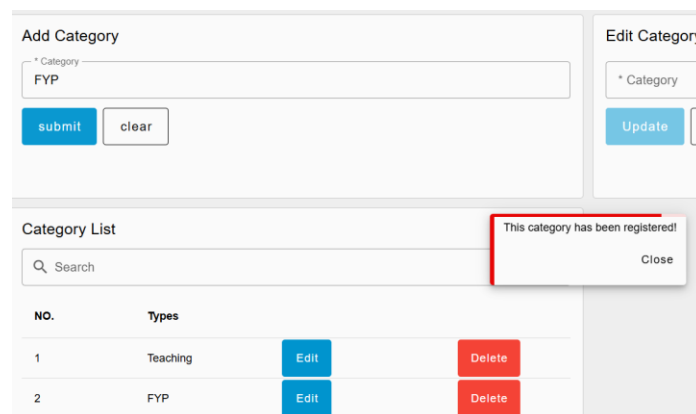 Add Category
* Category
FYP
submit clear
Edit Category
* Category
Update
Category List
Search
This category has been registered!
Close
NO. Types
1 Teaching Edit Delete
2 FYP Edit Delete